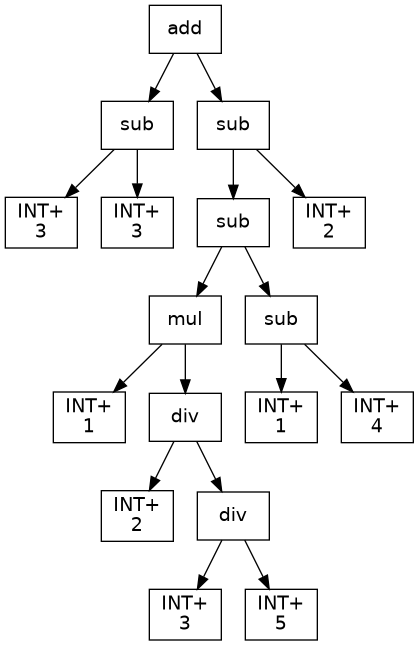 add
sub
sub
INT+
3
INT+
3
sub
INT+
2
mul
sub
INT+
1
div
INT+
1
INT+
4
INT+
2
div
INT+
3
INT+
5